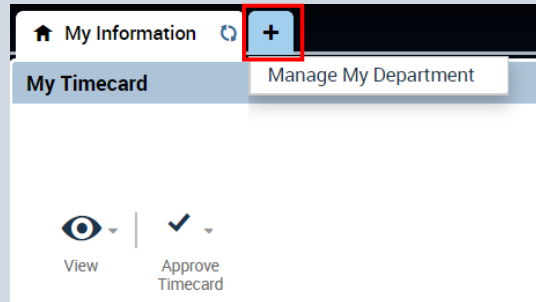 My Information +
Manage My Department
My Timecard
View
Approve
Timecard